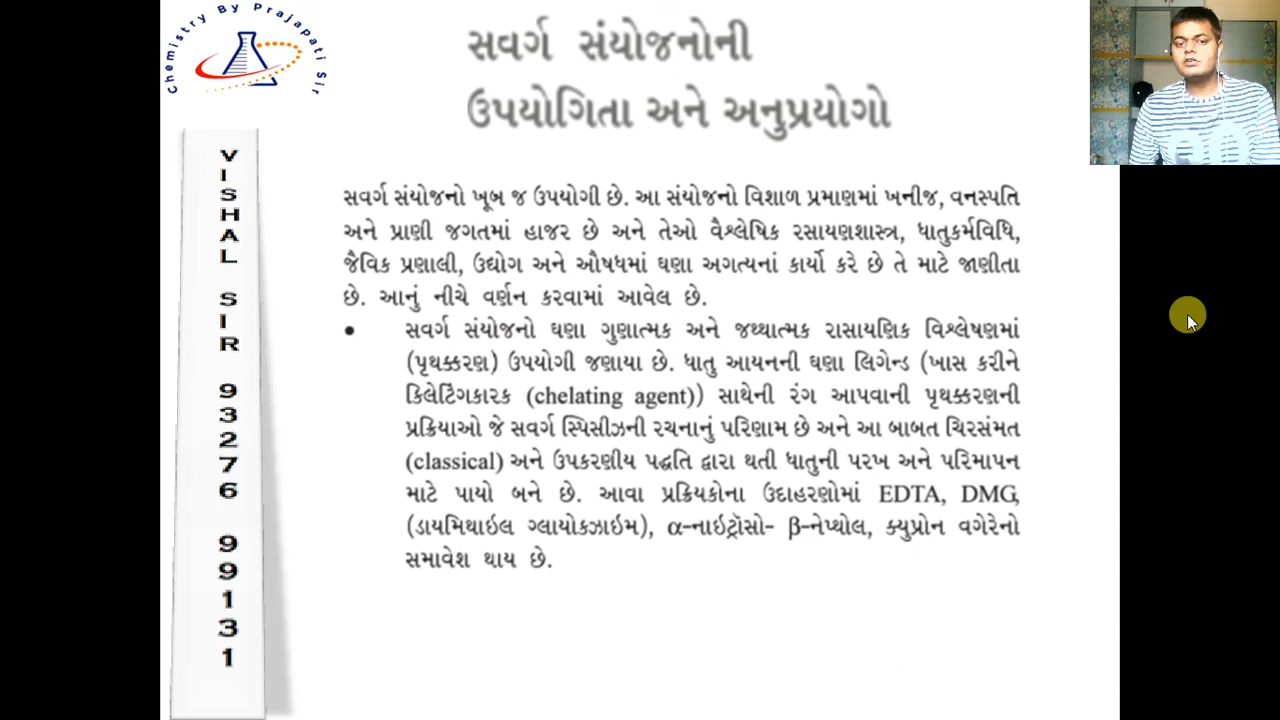 Chemistry By Prajapati Sir
સવર્ગ સંયોજનોની
ઉપયોગિતા અને અનુપ્રયોગો
VISHAL SIR 93276 99131
સવર્ગ સંયોજનો ખૂબ જ ઉપયોગી છે. આ સંયોજનો વિશાળ પ્રમાણમાં ખનીજ, વનસ્પતિ
અને પ્રાણી જગતમાં હાજર છે અને તેઓ વૈશ્લેષિક રસાયણશાસ્ત્ર, ધાતુકર્મવિધિ,
જૈવિક પ્રણાલી, ઉદ્યોગ અને ઔષધમાં ઘણા અગત્યનાં કાર્યો કરે છે તે માટે જાણીતા
છે. આનું નીચે વર્ણન કરવામાં આવેલ છે.
• સવર્ગ સંયોજનો ઘણા ગુણાત્મક અને જથ્થાત્મક રાસાયણિક વિશ્લેષણમાં
(પૃથક્કરણ) ઉપયોગી જણાયા છે. ધાતુ આયનની ઘણા લિગેન્ડ (ખાસ કરીને
કિલેટિંગકારક (chelating agent)) સાથેની રંગ આપવાની પૃથક્કરણની
પ્રક્રિયાઓ જે સવર્ગ સ્પિસીઝની રચનાનું પરિણામ છે અને આ બાબત ચિરસંમત
(classical) અને ઉપકરણીય પદ્ધતિ દ્વારા થતી ધાતુની પરખ અને પરિમાપન
માટે પાયો બને છે. આવા પ્રક્રિયકોના ઉદાહરણોમાં EDTA, DMG,
(ડાયમિથાઇલ ગ્લાયોકઝાઇમ), α-નાઇટ્રૉસો- β-નેપ્થોલ, ક્યુપ્રોન વગેરેનો
સમાવેશ થાય છે.